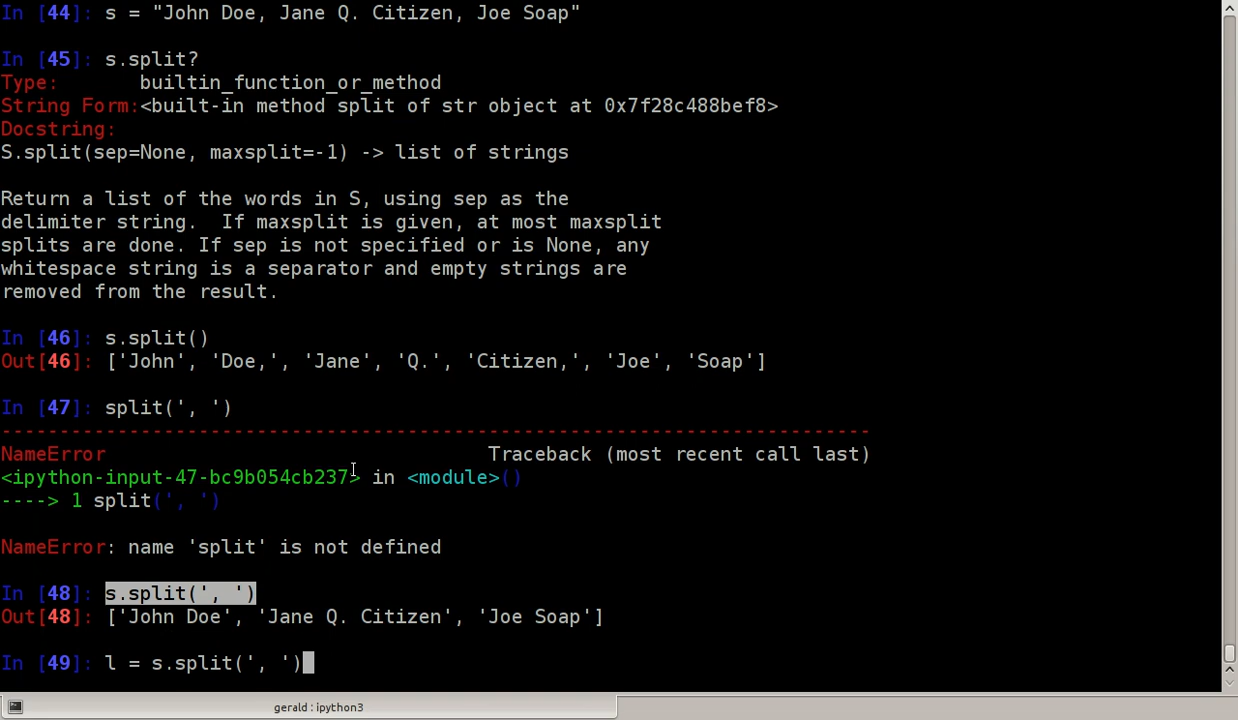 In [44]: s = "John Doe, Jane Q. Citizen, Joe Soap"
In [45]: s.split?
Type:       builtin_function_or_method
String Form:<built-in method split of str object at 0x7f28c488bef8>
Docstring:
S.split(sep=None, maxsplit=-1) -> list of strings
Return a list of the words in S, using sep as the
delimiter string.  If maxsplit is given, at most maxsplit
splits are done. If sep is not specified or is None, any
whitespace string is a separator and empty strings are
removed from the result.
In [46]: s.split()
Out[46]: ['John', 'Doe,', 'Jane', 'Q.', 'Citizen,', 'Joe', 'Soap']
In [47]: split(', ')
---------------------------------------------------------------------------
NameError                                 Traceback (most recent call last)
<ipython-input-47-bc9b054cb237> in <module>()
----> 1 split(', ')
NameError: name 'split' is not defined
In [48]: s.split(', ')
Out[48]: ['John Doe', 'Jane Q. Citizen', 'Joe Soap']
In [49]: l = s.split(', ')
gerald : ipython3